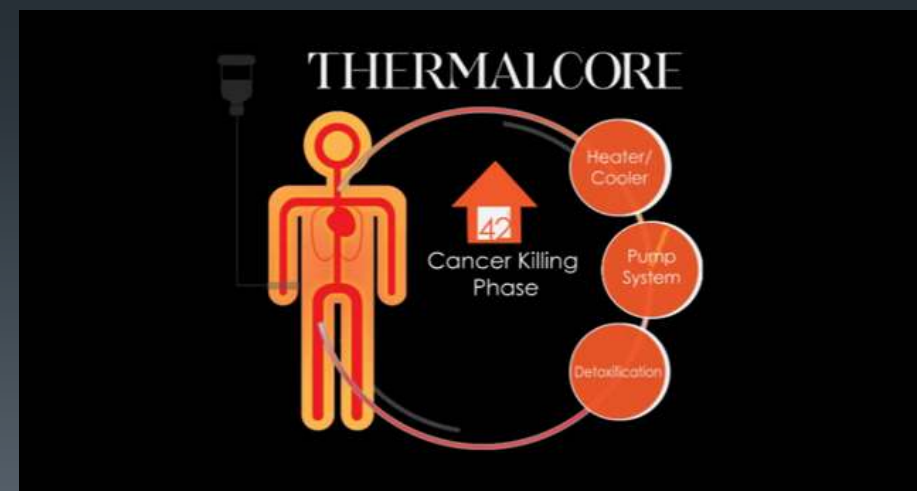 THERMALCORE
Heater/
Cooler
42
Cancer Killing
Phase
Pump
System
Detoxification